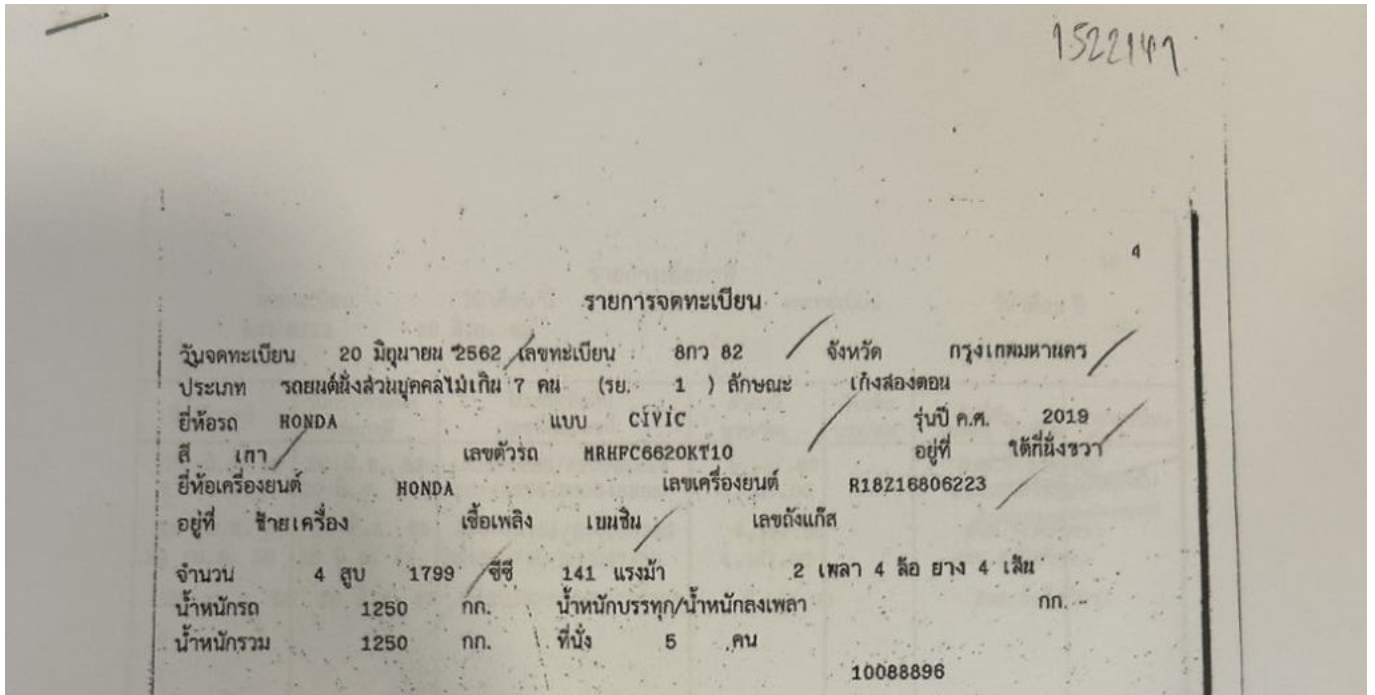 1522141
4
รายการจดทะเบียน
วันจดทะเบียน 20 มิถุนายน 2562 เลขทะเบียน 8กว 82 จังหวัด กรุงเทพมหานคร
ประเภท รถยนต์นั่งส่วนบุคคลไม่เกิน 7 คน (รย. 1 ) ลักษณะ เก๋งสองตอน
ยี่ห้อรถ HONDA แบบ CIVIC รุ่นปี ค.ศ. 2019
สี เทา เลขตัวรถ MRHFC6620KT10 อยู่ที่ ใต้ที่นั่งขวา
ยี่ห้อเครื่องยนต์ HONDA เลขเครื่องยนต์ R18Z16806223
อยู่ที่ ซ้ายเครื่อง เชื้อเพลิง เบนซิน เลขถังแก๊ส
จำนวน 4 สูบ 1799 ซีซี 141 แรงม้า 2 เพลา 4 ล้อ ยาง 4 เส้น
น้ำหนักรถ 1250 กก. น้ำหนักบรรทุก/น้ำหนักลงเพลา กก.
น้ำหนักรวม 1250 กก. ที่นั่ง 5 คน
10088896